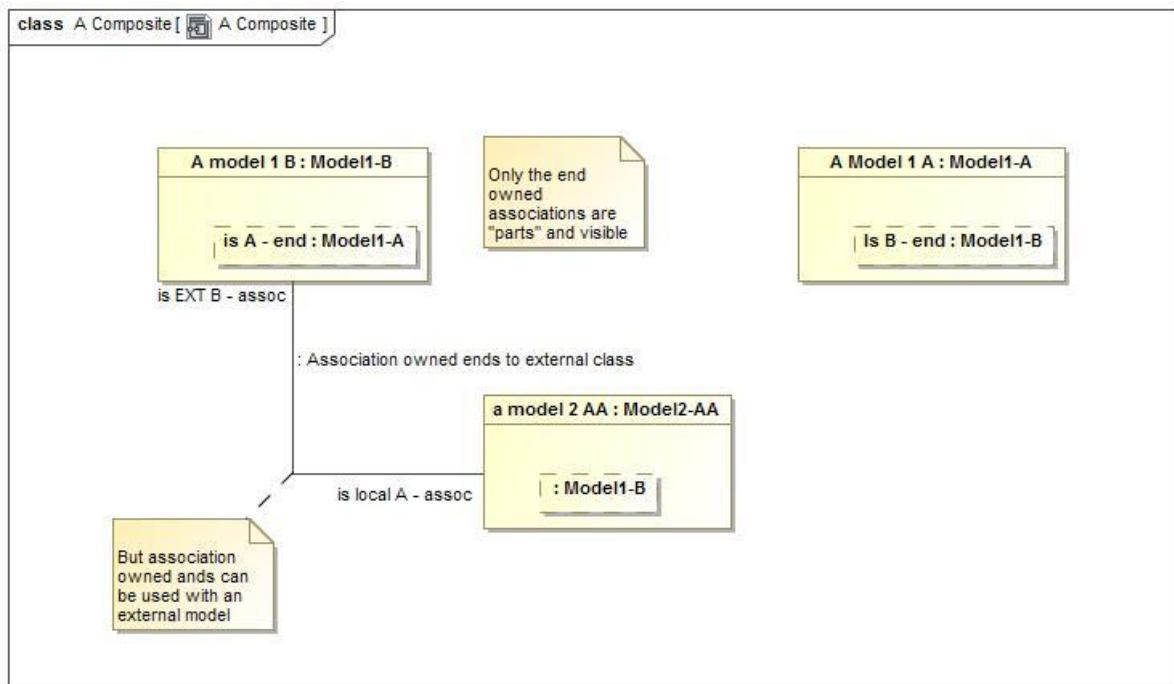 class A Composite [ A Composite ]
A model 1 B : Model1-B
is A - end : Model1-A
Only the end
owned
associations are
"parts" and visible
A Model 1 A : Model1-A
Is B - end : Model1-B
is EXT B - assoc
: Association owned ends to external class
a model 2 AA : Model2-AA
: Model1-B
is local A - assoc
But association
owned ands can
be used with an
external model